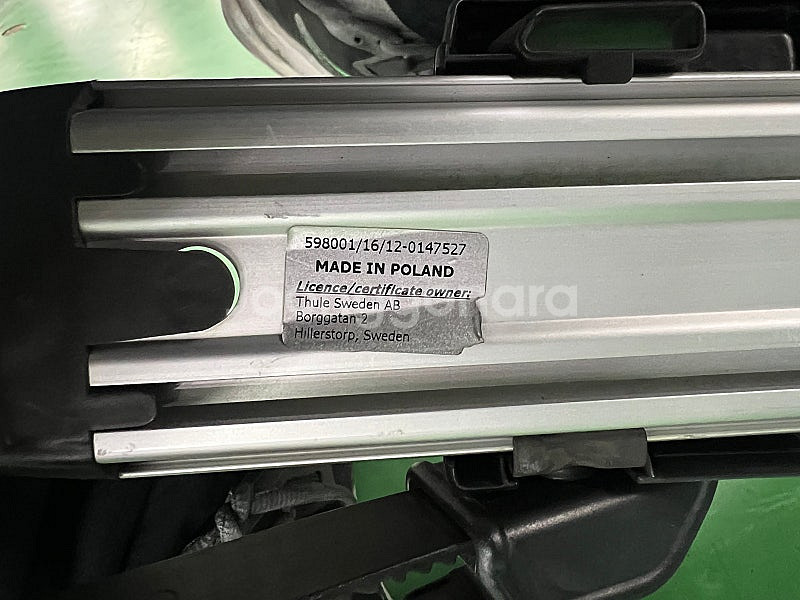 598001/16/12-0147527
MADE IN POLAND
Licence/certificate owner:
Thule Sweden AB
Borggatan 2
Hillerstorp, Sweden